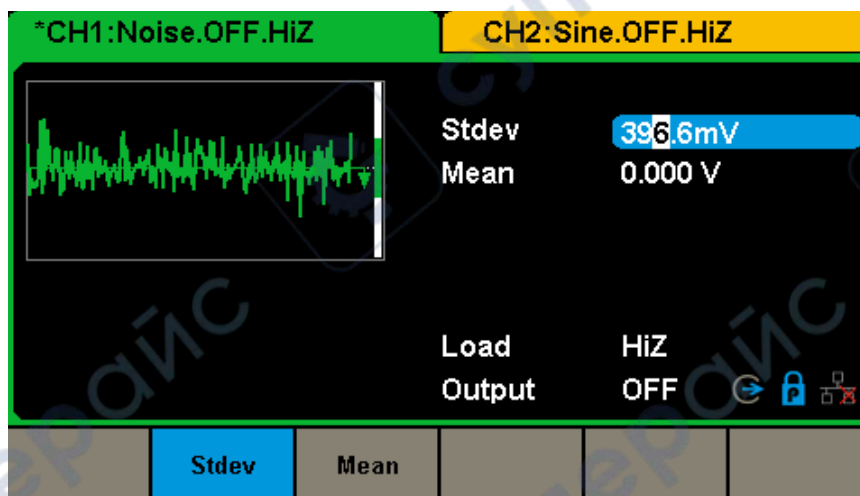 *CH1:Noise.OFF.HiZ CH2:Sine.OFF.HiZ
Stdev 396.6mV
Mean 0.000 V
Load HiZ
Output OFF P
Stdev Mean